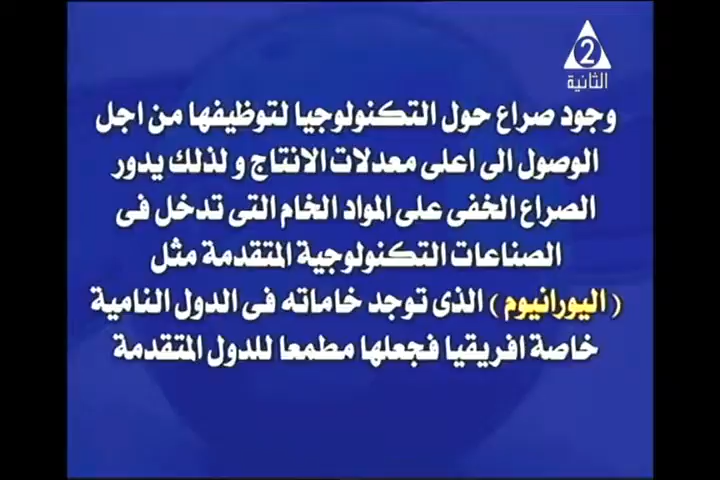 2
الثانية
وجود صراع حول التكنولوجيا لتوظيفها من اجل
الوصول الى اعلى معدلات الانتاج و لذلك يدور
الصراع الخفى على المواد الخام التى تدخل فى
الصناعات التكنولوجية المتقدمة مثل
( اليورانيوم ) الذى توجد خاماته فى الدول النامية
خاصة افريقيا فجعلها مطمعا للدول المتقدمة